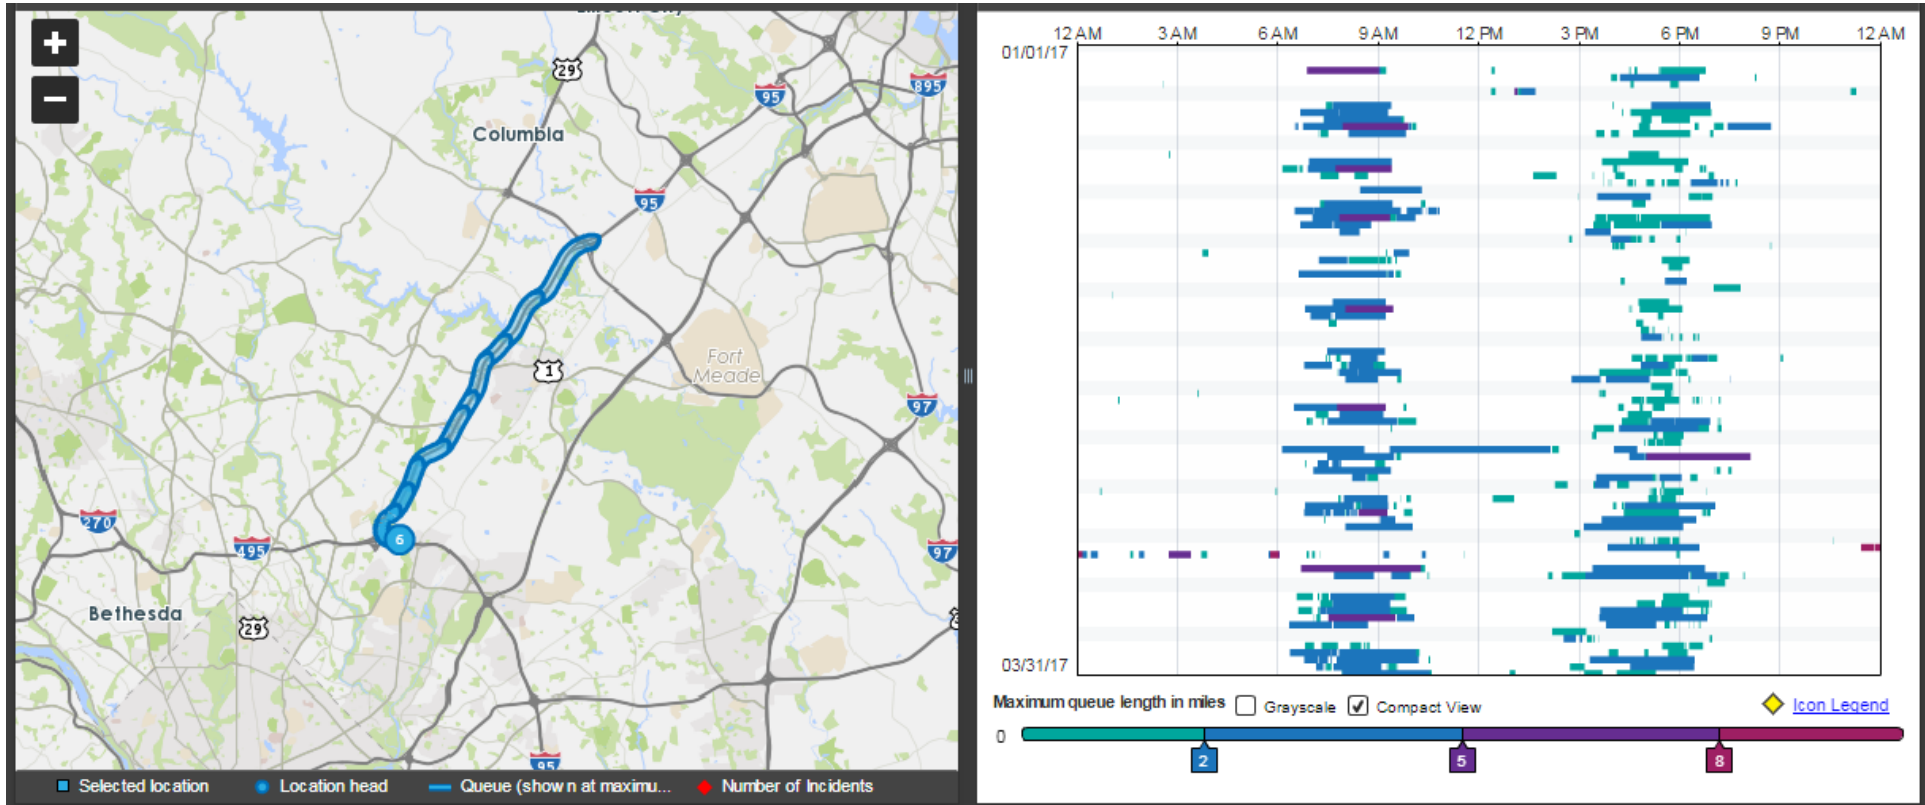 +
−
29
95
895
Columbia
95
1
Fort
Meade
97
270
495
6
97
Bethesda
29
95
Selected location
Location head
Queue (shown at maximu...
Number of Incidents
12 AM 3 AM 6 AM 9 AM 12 PM 3 PM 6 PM 9 PM 12 AM
01/01/17
03/31/17
Maximum queue length in miles Grayscale Compact View Icon Legend
0
2 5 8